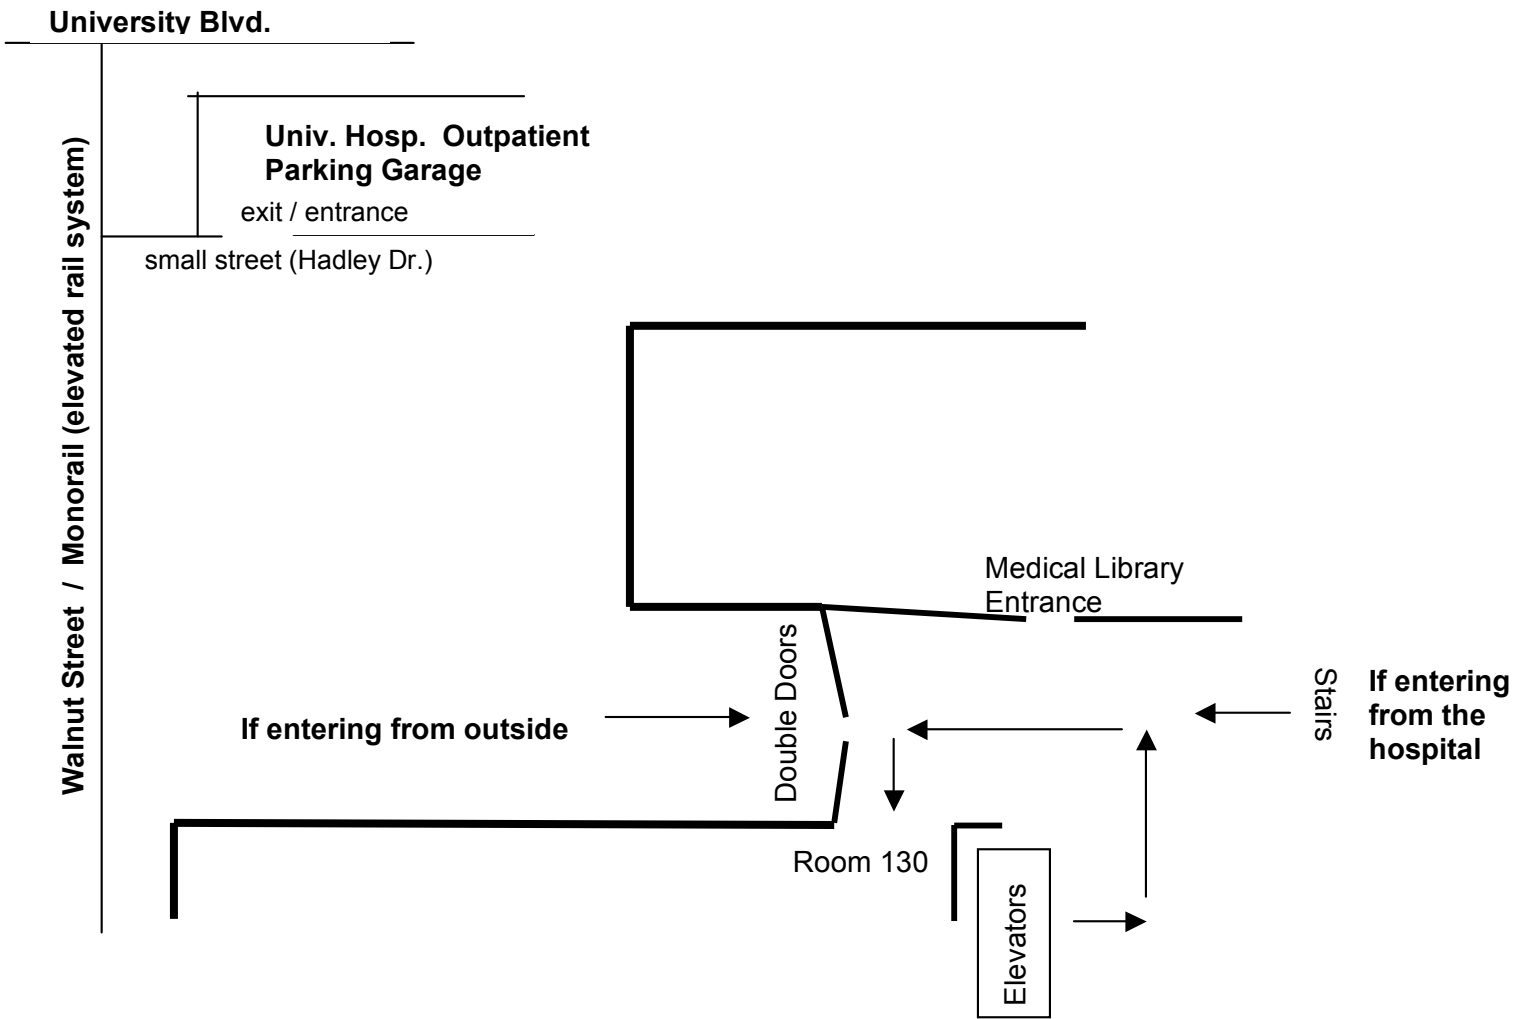 University Blvd.
Univ. Hosp.  Outpatient
Parking Garage
exit / entrance
small street (Hadley Dr.)
Walnut Street  /  Monorail (elevated rail system)
Medical Library
Entrance
Double Doors
If entering from outside
Stairs
If entering
from the
hospital
Room 130
Elevators